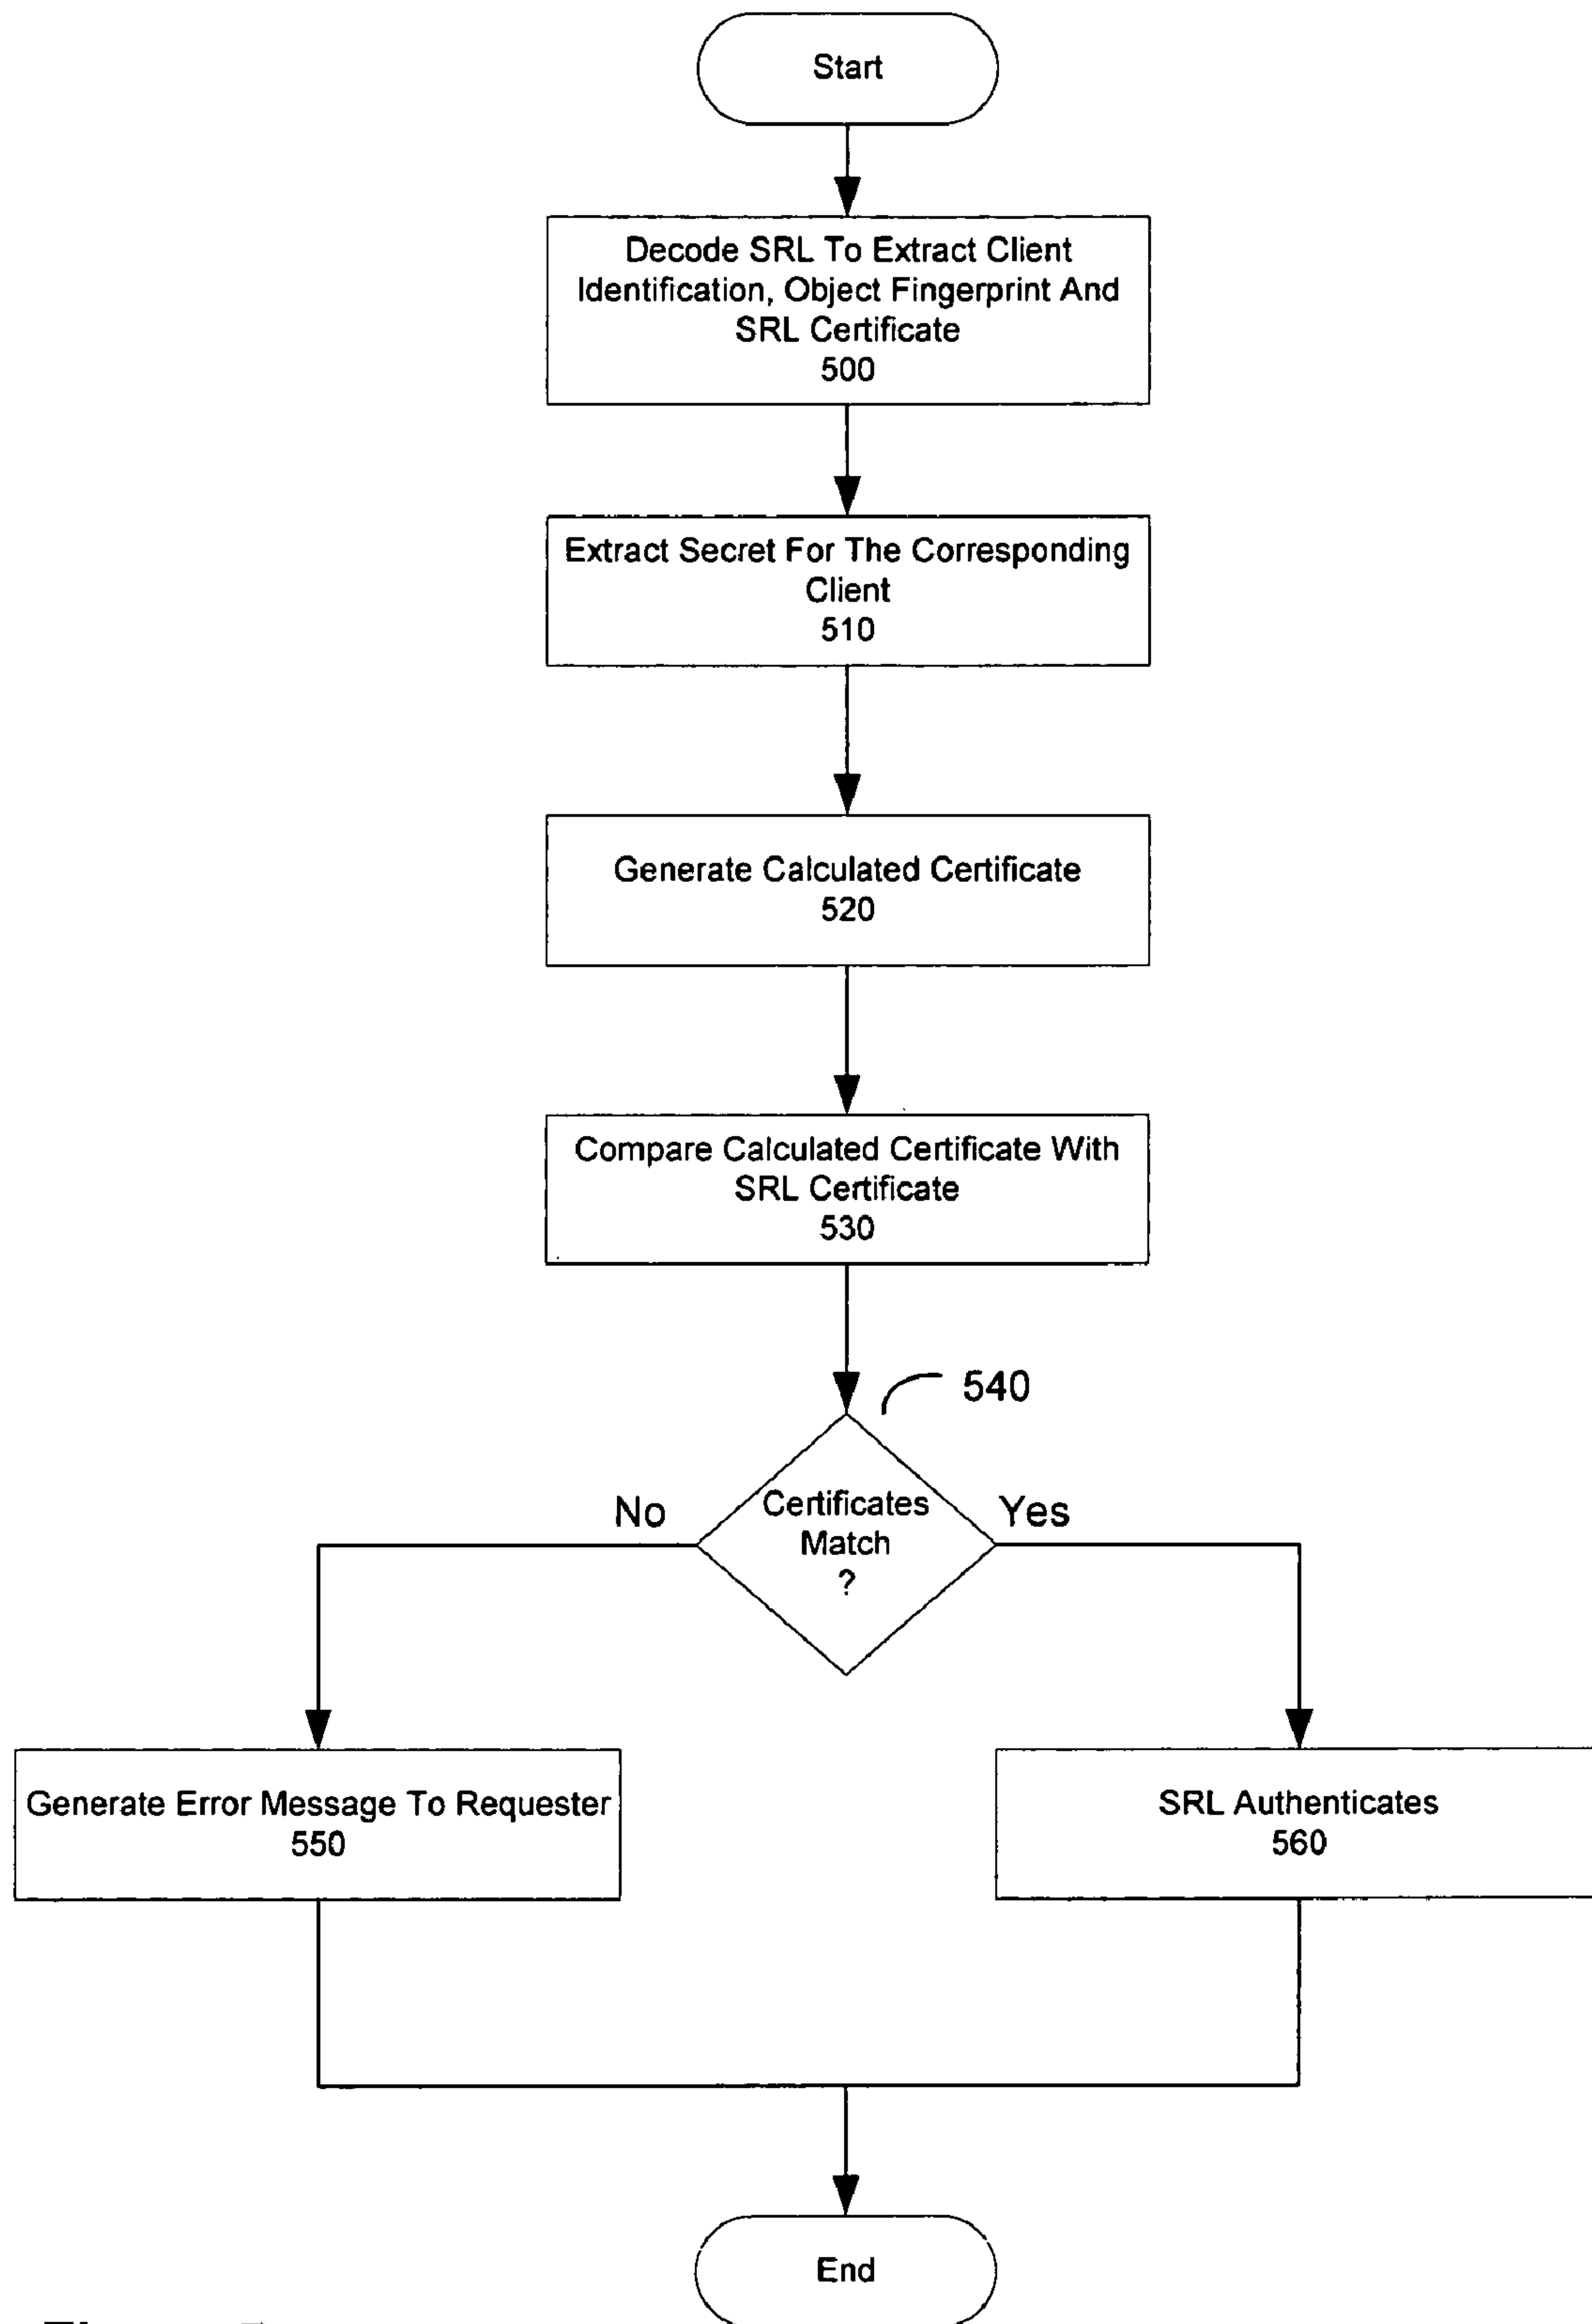 Start
Decode SRL To Extract Client
Identification, Object Fingerprint And
SRL Certificate
500
Extract Secret For The Corresponding
Client
510
Generate Calculated Certificate
520
Compare Calculated Certificate With
SRL Certificate
530
540
No
Certificates
Match
?
Yes
Generate Error Message To Requester
550
SRL Authenticates
560
End